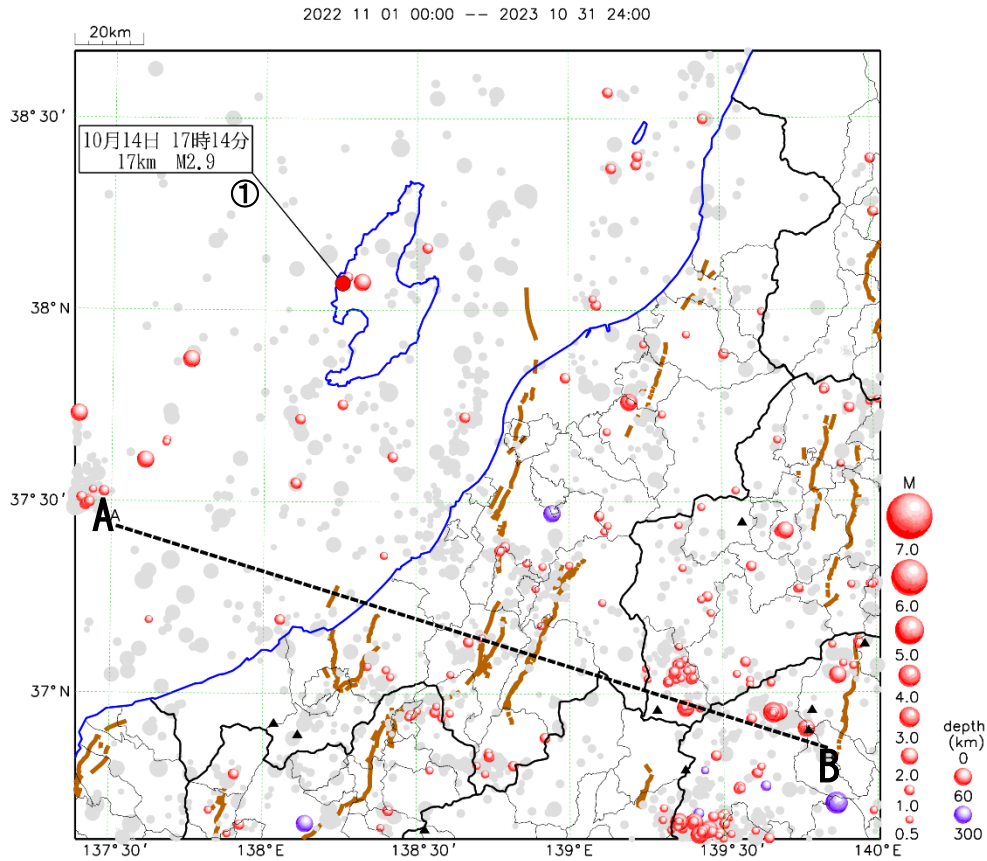 2022 11 01 00:00 -- 2023 10 31 24:00
20km
38°30′
10月14日 17時14分
17km M2.9
①
38°N
37°30′
A
A
37°N
B
M
7.0
6.0
5.0
4.0
3.0
2.0
1.0
0.5
depth
(km)
0
60
300
137°30′
138°E
138°30′
139°E
139°30′
140°E